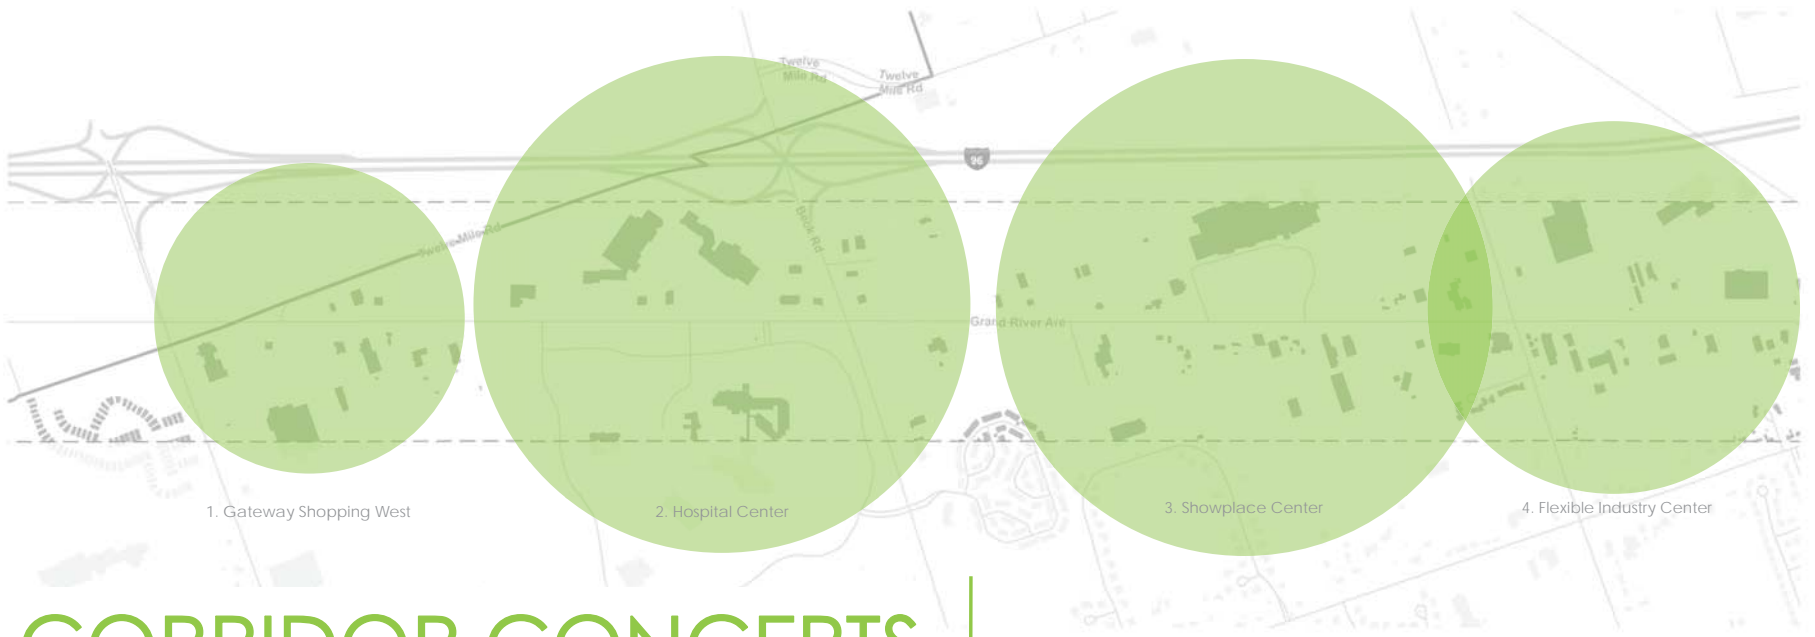 Twelve
Mile Rd
Twelve
Mile Rd
96
Twelve Mile Rd
Beck Rd
Grand River Ave
1. Gateway Shopping West
2. Hospital Center
3. Showplace Center
4. Flexible Industry Center
CORRIDOR CONCEPTS